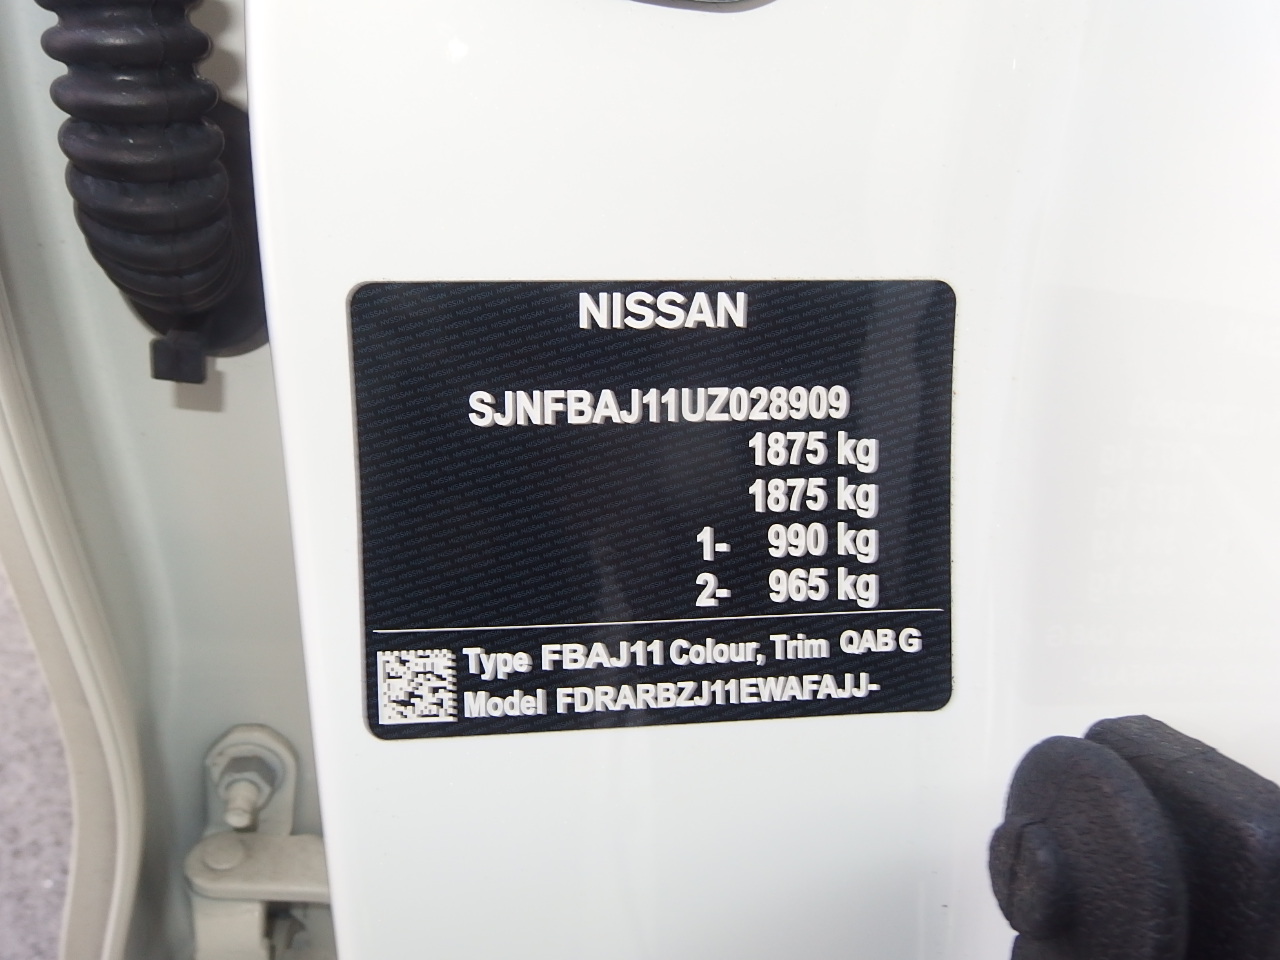 NISSAN
SJNFBAJ11UZ028909
1875 kg
1875 kg
1- 990 kg
2- 965 kg
Type FBAJ11 Colour, Trim QAB G
Model FDRARBZJ11EWAFAJJ-